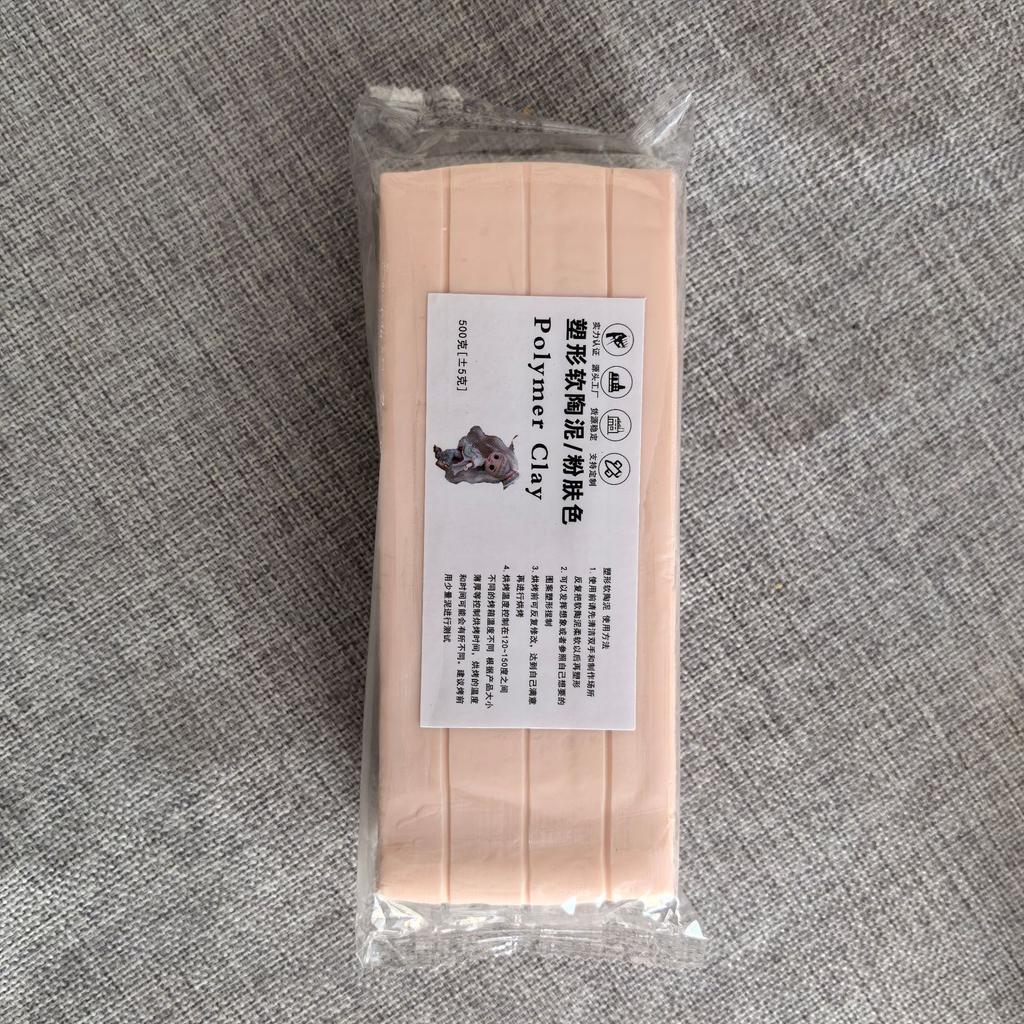 实力认证 源头工厂 货源稳定 支持定制
塑形软陶泥/粉肤色
Polymer Clay
500克[±5克]
塑形软陶泥 使用方法
1. 使用前请先清洁双手和制作场所
反复把软陶泥柔软以后再塑形
2. 可以发挥想象或者参照自己想要的
图案塑形捏制
3. 烘烤前可反复修改，达到自己满意
再进行烘烤
4. 烘烤温度控制在120-150度之间
不同的烤箱温度不同 根据产品大小
薄厚等控制烘烤时间，烘烤的温度
和时间可能会有所不同。建议烤前
用少量泥进行测试